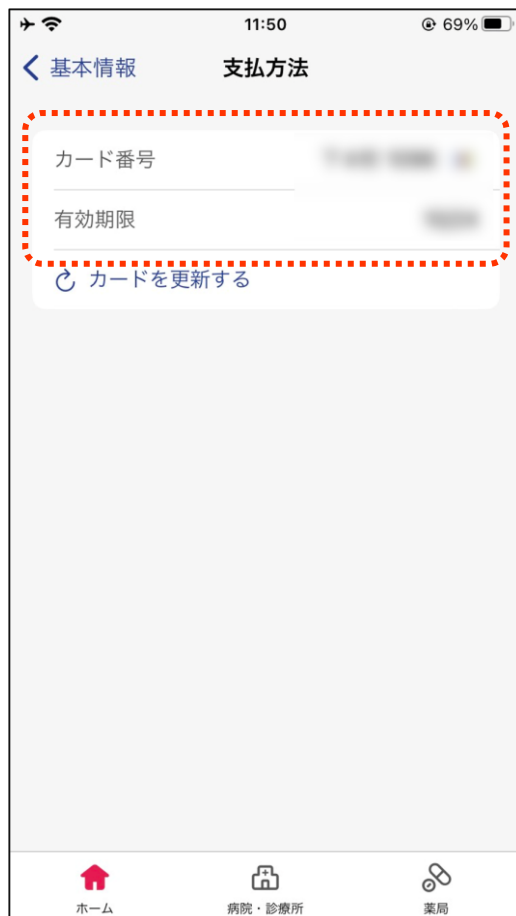 11:50
69%
基本情報
支払方法
カード番号
有効期限
カードを更新する
ホーム
病院・診療所
薬局